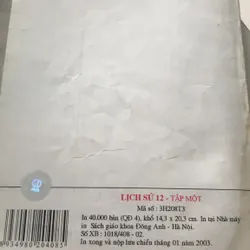 LỊCH SỬ 12 - TẬP MỘT
Mã số : 3H208T3
In 40.000 bản (QĐ 4), khổ 14,3 x 20,3 cm. In tại Nhà máy
in Sách giáo khoa Đông Anh - Hà Nội.
Số XB : 1018/408 - 02.
In xong và nộp lưu chiểu tháng 01 năm 2003.
8934980204085